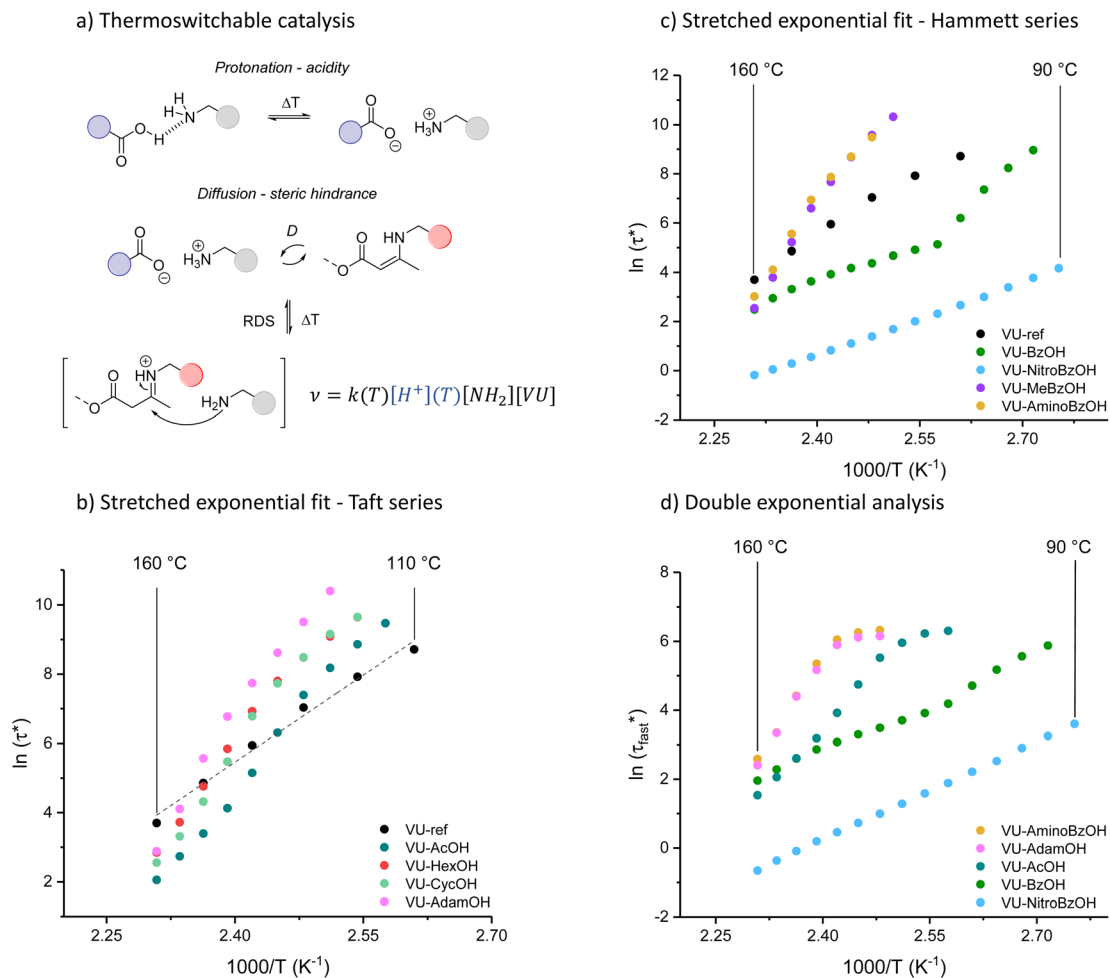 a) Thermoswitchable catalysis
Protonation - acidity
H
H N
O H
O
ΔT
O
O
⊖
⊕
H3N
Diffusion - steric hindrance
O
O
⊖
⊕
H3N
D
O HN
O
RDS ΔT
O ⊕
HN
O
H2N
ν = k(T)[H+](T)[NH2][VU]
c) Stretched exponential fit - Hammett series
160 °C 90 °C
12
10
8
6
4
2
0
-2
ln (τ*)
VU-ref
VU-BzOH
VU-NitroBzOH
VU-MeBzOH
VU-AminoBzOH
2.25 2.40 2.55 2.70
1000/T (K-1)
b) Stretched exponential fit - Taft series
160 °C 110 °C
10
8
6
4
2
ln (τ*)
VU-ref
VU-AcOH
VU-HexOH
VU-CycOH
VU-AdamOH
2.25 2.40 2.55 2.70
1000/T (K-1)
d) Double exponential analysis
160 °C 90 °C
8
6
4
2
0
-2
ln (τfast*)
VU-AminoBzOH
VU-AdamOH
VU-AcOH
VU-BzOH
VU-NitroBzOH
2.25 2.40 2.55 2.70
1000/T (K-1)